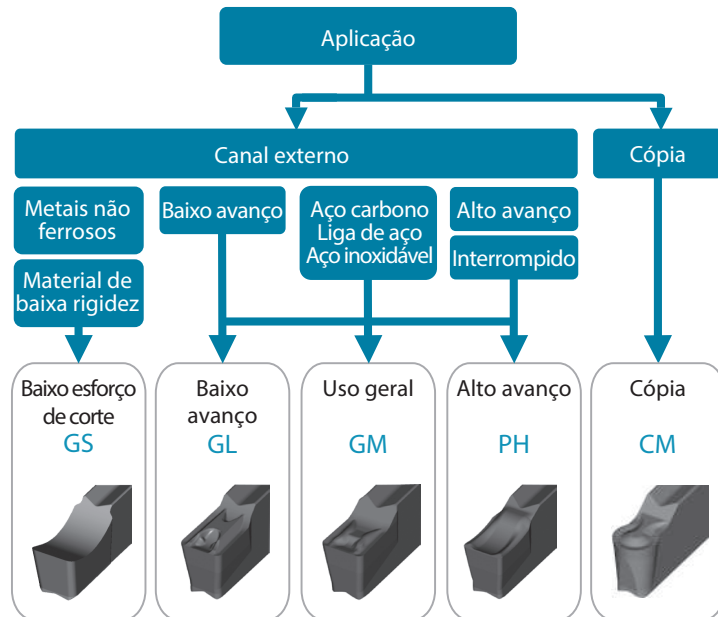 Aplicação
Canal externo
Cópia
Metais não
ferrosos
Material de
baixa rigidez
Baixo avanço
Aço carbono
Liga de aço
Aço inoxidável
Alto avanço
Interrompido
Baixo esforço
de corte
GS
Baixo
avanço
GL
Uso geral
GM
Alto avanço
PH
Cópia
CM